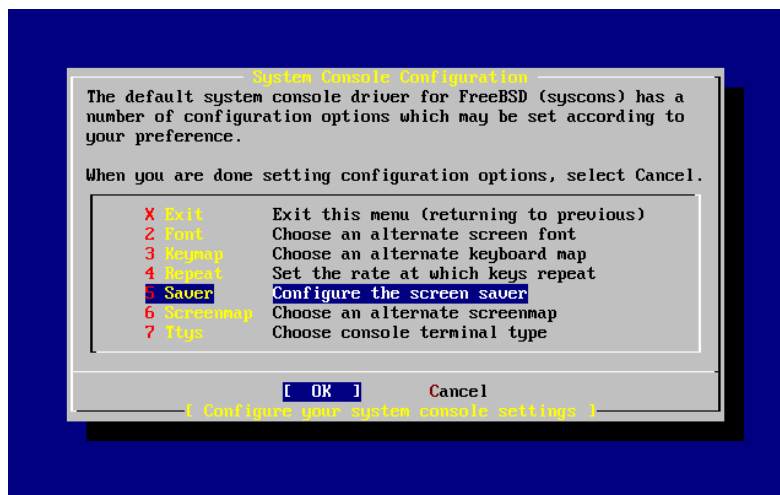 System Console Configuration
The default system console driver for FreeBSD (syscons) has a
number of configuration options which may be set according to
your preference.
When you are done setting configuration options, select Cancel.
X Exit Exit this menu (returning to previous)
2 Font Choose an alternate screen font
3 Keymap Choose an alternate keyboard map
4 Repeat Set the rate at which keys repeat
5 Saver Configure the screen saver
6 Screenmap Choose an alternate screenmap
7 Ttys Choose console terminal type
[ OK ] Cancel
[ Configure your system console settings ]